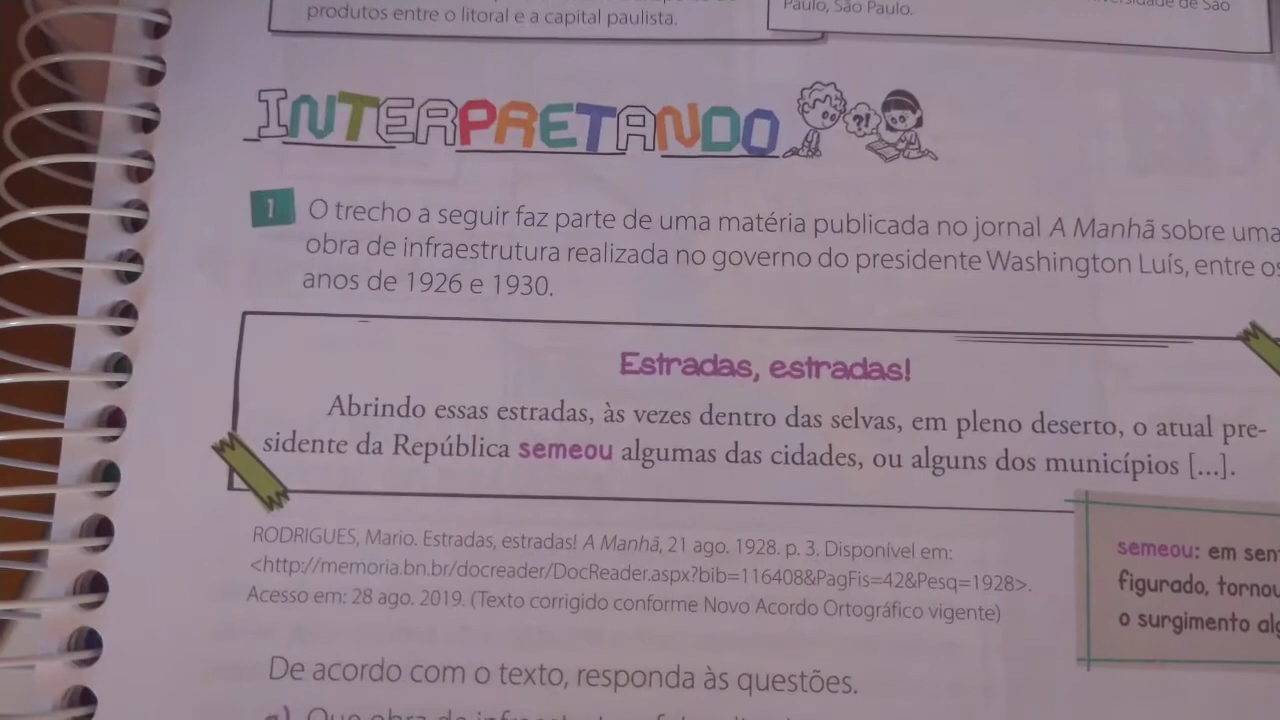 produtos entre o litoral e a capital paulista.
Paulo, São Paulo.
de São
INTERPRETANDO
?!
1 O trecho a seguir faz parte de uma matéria publicada no jornal A Manhã sobre uma
obra de infraestrutura realizada no governo do presidente Washington Luís, entre os
anos de 1926 e 1930.
Estradas, estradas!
Abrindo essas estradas, às vezes dentro das selvas, em pleno deserto, o atual pre-
sidente da República semeou algumas das cidades, ou alguns dos municípios [...].
RODRIGUES, Mario. Estradas, estradas! A Manhã, 21 ago. 1928. p. 3. Disponível em:
<http://memoria.bn.br/docreader/DocReader.aspx?bib=116408&PagFis=42&Pesq=1928>.
Acesso em: 28 ago. 2019. (Texto corrigido conforme Novo Acordo Ortográfico vigente)
semeou: em sen
figurado, tornou
o surgimento alg
De acordo com o texto, responda às questões.
a) Que obra de